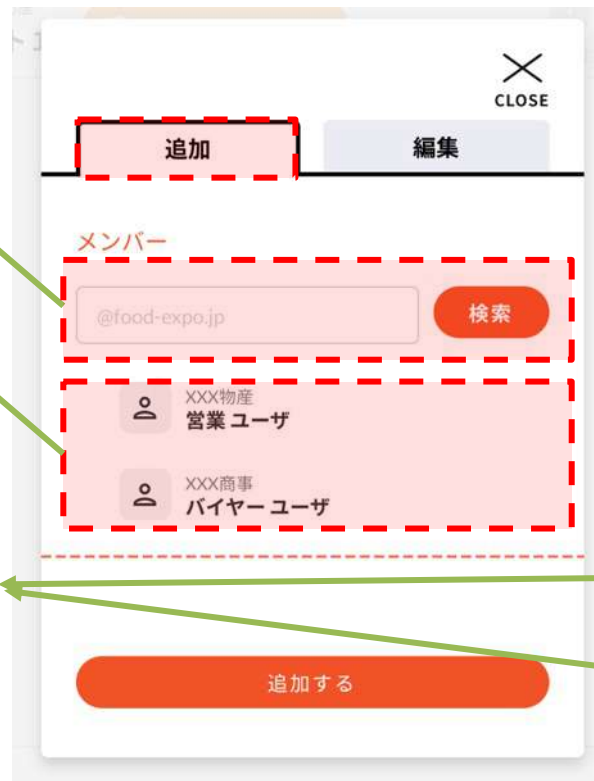 CLOSE
追加
編集
メンバー
@food-expo.jp
検索
XXX物産
営業 ユーザ
XXX商事
バイヤー ユーザ
追加する